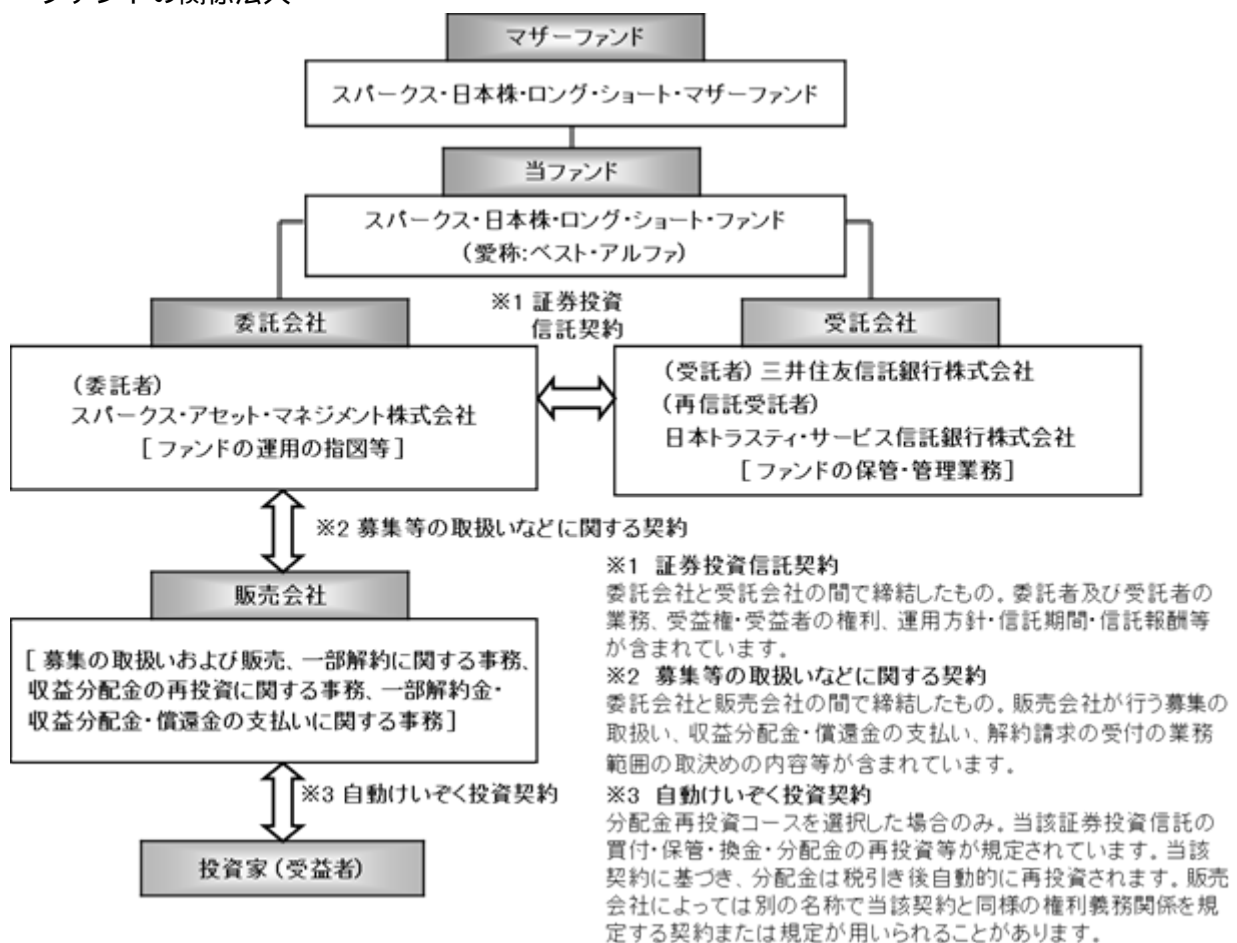 ファンドの関係法人
マザーファンド
スパークス・日本株・ロング・ショート・マザーファンド
当ファンド
スパークス・日本株・ロング・ショート・ファンド
(愛称:ベスト・アルファ)
※1 証券投資
信託契約
委託会社
(委託者)
スパークス・アセット・マネジメント株式会社
[ファンドの運用の指図等]
受託会社
(受託者) 三井住友信託銀行株式会社
(再信託受託者)
日本トラスティ・サービス信託銀行株式会社
[ファンドの保管・管理業務]
※2 募集等の取扱いなどに関する契約
販売会社
[ 募集の取扱いおよび販売、一部解約に関する事務、
収益分配金の再投資に関する事務、一部解約金・
収益分配金・償還金の支払いに関する事務]
※3 自動けいぞく投資契約
投資家(受益者)
※1 証券投資信託契約
委託会社と受託会社の間で締結したもの。委託者及び受託者の
業務、受益権・受益者の権利、運用方針・信託期間・信託報酬等
が含まれています。
※2 募集等の取扱いなどに関する契約
委託会社と販売会社の間で締結したもの。販売会社が行う募集の
取扱い、収益分配金・償還金の支払い、解約請求の受付の業務
範囲の取決めの内容等が含まれています。
※3 自動けいぞく投資契約
分配金再投資コースを選択した場合のみ。当該証券投資信託の
買付・保管・換金・分配金の再投資等が規定されています。当該
契約に基づき、分配金は税引き後自動的に再投資されます。販売
会社によっては別の名称で当該契約と同様の権利義務関係を規
定する契約または規定が用いられることがあります。